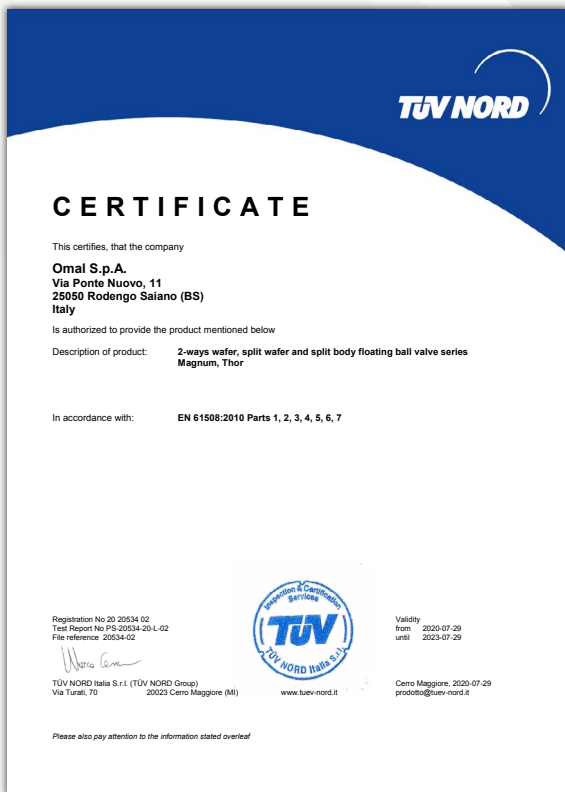 TÜV NORD
CERTIFICATE
This certifies, that the company
Omal S.p.A.
Via Ponte Nuovo, 11
25050 Rodengo Saiano (BS)
Italy
Is authorized to provide the product mentioned below
Description of product: 2-ways wafer, split wafer and split body floating ball valve series
Magnum, Thor
In accordance with: EN 61508:2010 Parts 1, 2, 3, 4, 5, 6, 7
Registration No 20 20534 02
Test Report No PS-20534-20-L-02
File reference 20534-02
Inspection & Certification
Services
TÜV
TÜV NORD Italia S.r.l.
Validity
from 2020-07-29
until 2023-07-29
TÜV NORD Italia S.r.l. (TÜV NORD Group)
Via Turati, 70 20023 Cerro Maggiore (MI) www.tuev-nord.it
Cerro Maggiore, 2020-07-29
prodotto@tuev-nord.it
Please also pay attention to the information stated overleaf